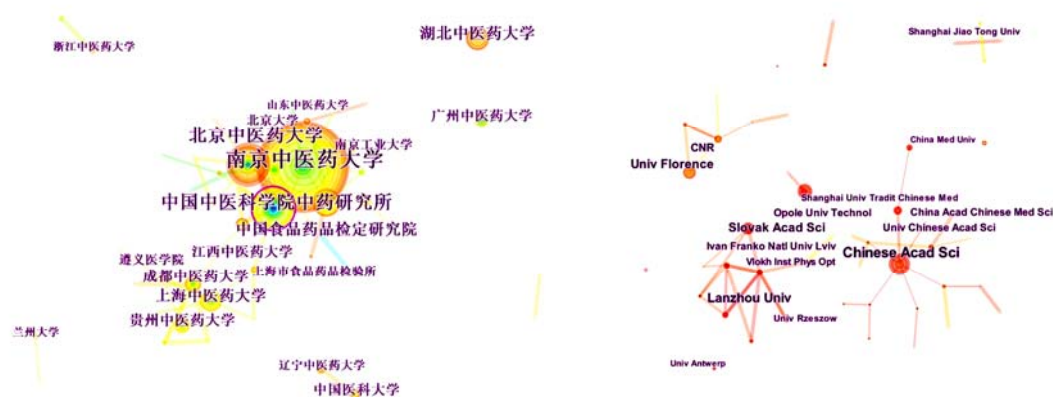 浙江中医药大学
湖北中医药大学
山东中医药大学
北京大学
广州中医药大学
北京中医药大学
南京工业大学
南京中医药大学
中国中医科学院中药研究所
中国食品药品检定研究院
江西中医药大学
遵义医学院
上海市食品药品检验所
成都中医药大学
上海中医药大学
贵州中医药大学
兰州大学
辽宁中医药大学
中国医科大学
Shanghai Jiao Tong Univ
China Med Univ
CNR
Univ Florence
Shanghai Univ Tradit Chinese Med
Opole Univ Technol
China Acad Chinese Med Sci
Slovak Acad Sci
Univ Chinese Acad Sci
Ivan Franko Natl Univ Lviv
Chinese Acad Sci
Vlokh Inst Phys Opt
Lanzhou Univ
Univ Rzeszow
Univ Antwerp